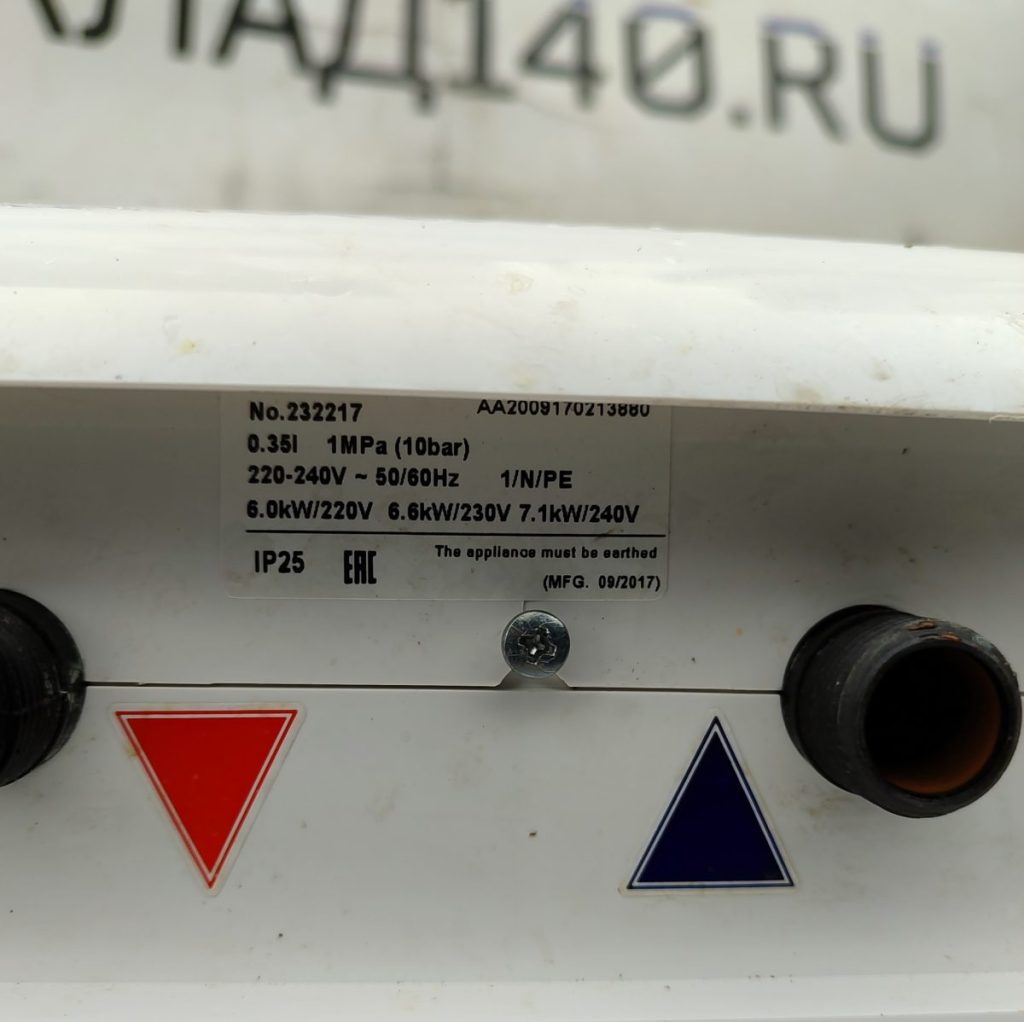 ЛАД140.RU
No.232217 AA2009170213880
0.35l 1MPa (10bar)
220-240V ~ 50/60Hz 1/N/PE
6.0kW/220V 6.6kW/230V 7.1kW/240V
IP25 EAC The appliance must be earthed
(MFG. 09/2017)